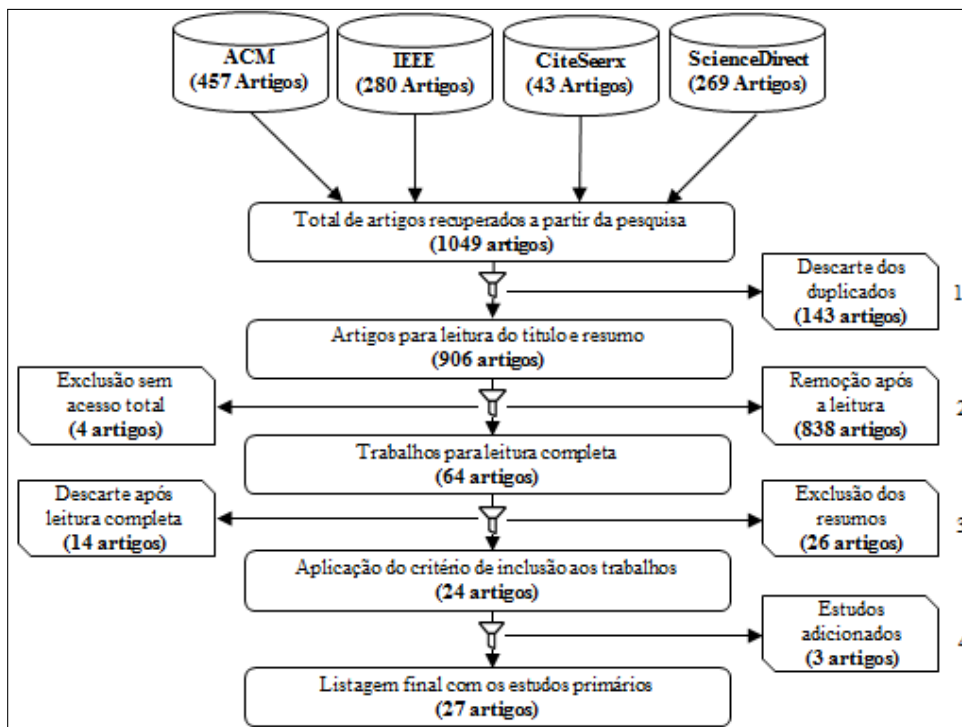 ACM
(457 Artigos)
IEEE
(280 Artigos)
CiteSeerx
(43 Artigos)
ScienceDirect
(269 Artigos)
Total de artigos recuperados a partir da pesquisa
(1049 artigos)
Descarte dos
duplicados
(143 artigos)
1
Artigos para leitura do título e resumo
(906 artigos)
Exclusão sem
acesso total
(4 artigos)
Remoção após
a leitura
(838 artigos)
2
Trabalhos para leitura completa
(64 artigos)
Descarte após
leitura completa
(14 artigos)
Exclusão dos
resumos
(26 artigos)
3
Aplicação do critério de inclusão aos trabalhos
(24 artigos)
Estudos
adicionados
(3 artigos)
4
Listagem final com os estudos primários
(27 artigos)